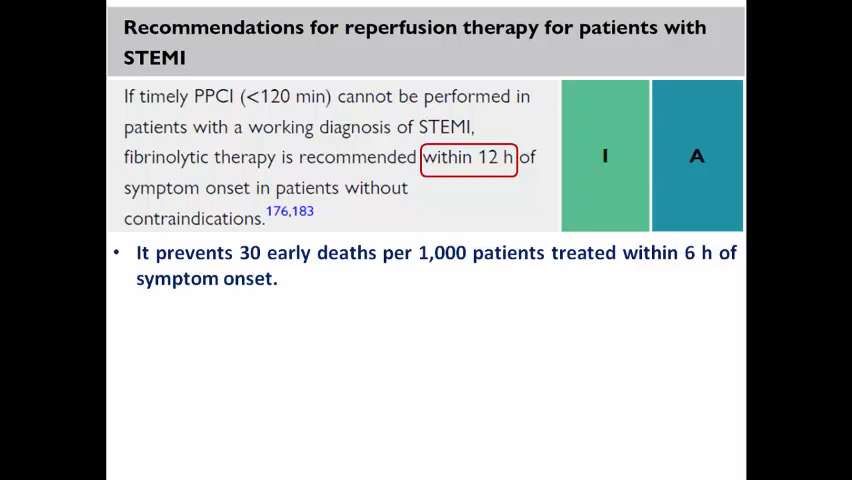 Recommendations for reperfusion therapy for patients with
STEMI
If timely PPCI (<120 min) cannot be performed in
patients with a working diagnosis of STEMI,
fibrinolytic therapy is recommended within 12 h of
symptom onset in patients without
contraindications.176,183
I
A
• It prevents 30 early deaths per 1,000 patients treated within 6 h of
symptom onset.